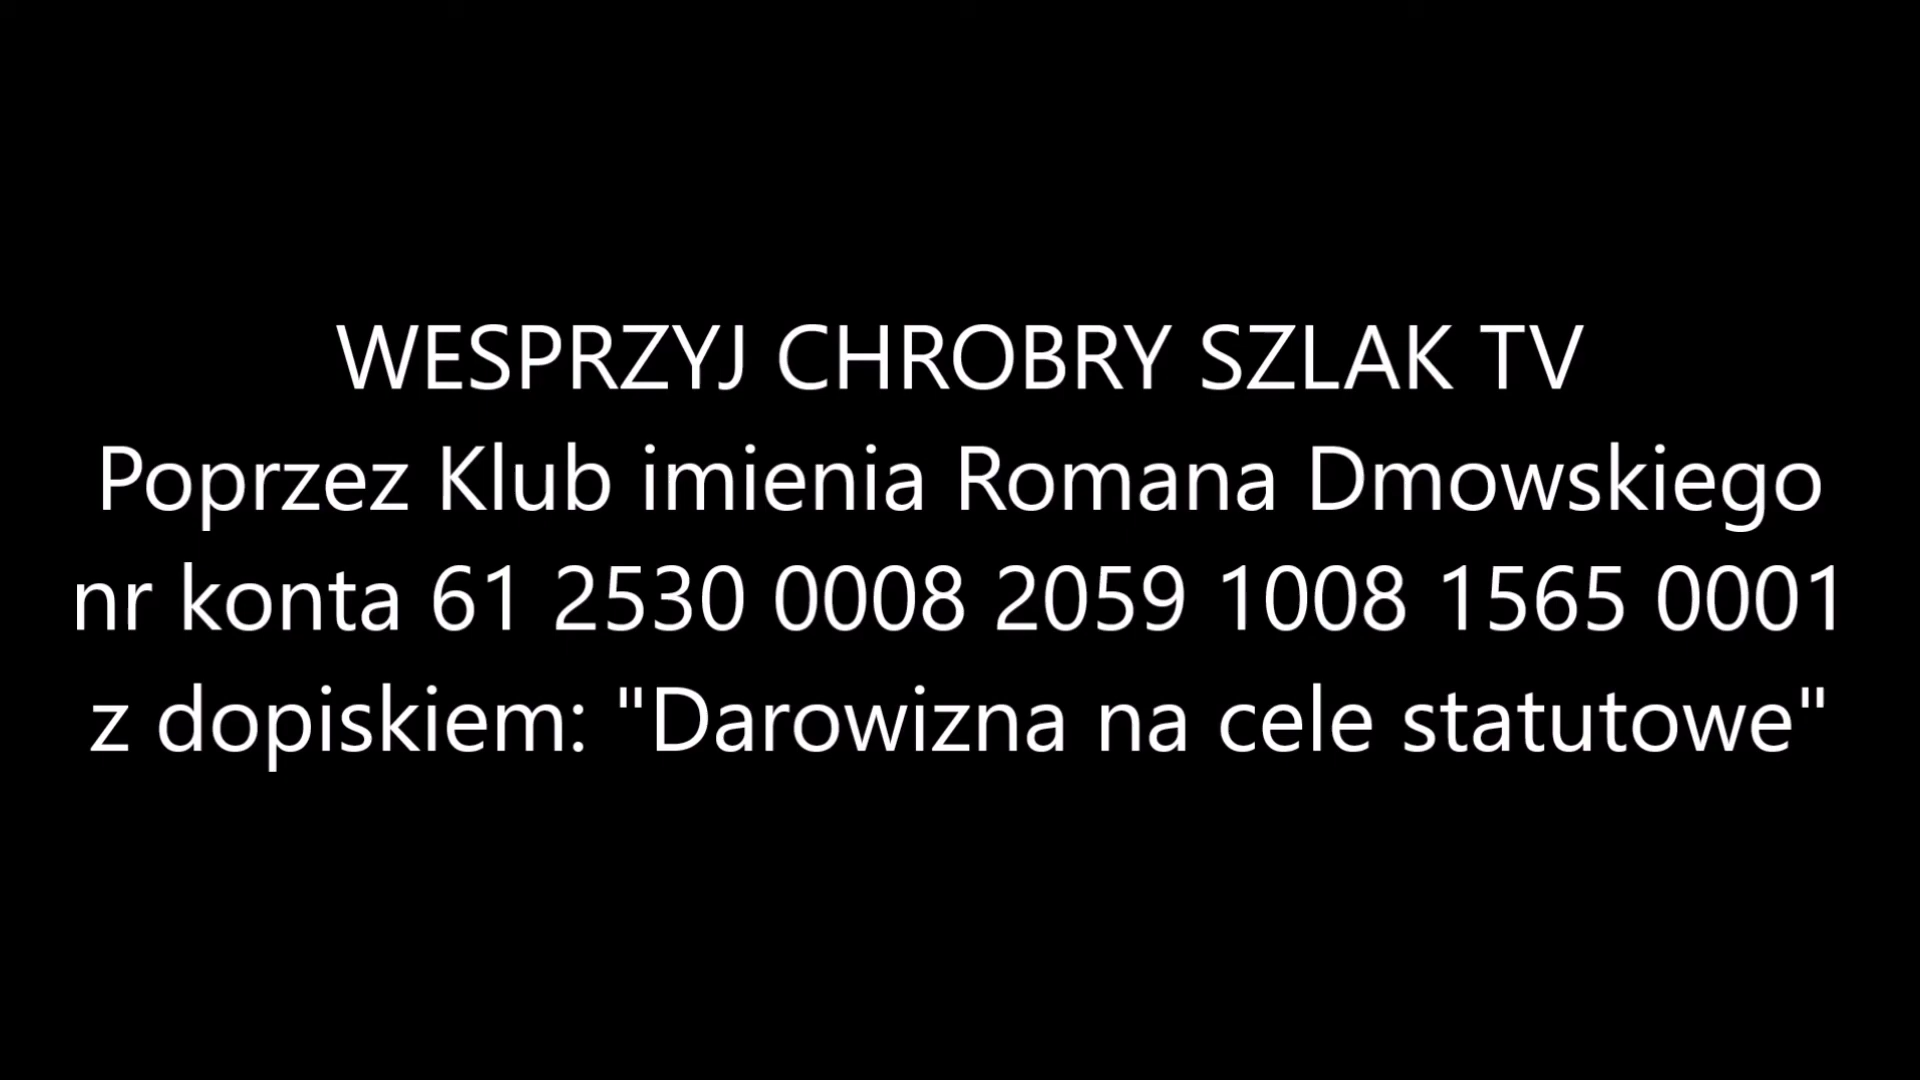 WESPRZYJ CHROBRY SZLAK TV
Poprzez Klub imienia Romana Dmowskiego
nr konta 61 2530 0008 2059 1008 1565 0001
z dopiskiem: "Darowizna na cele statutowe"